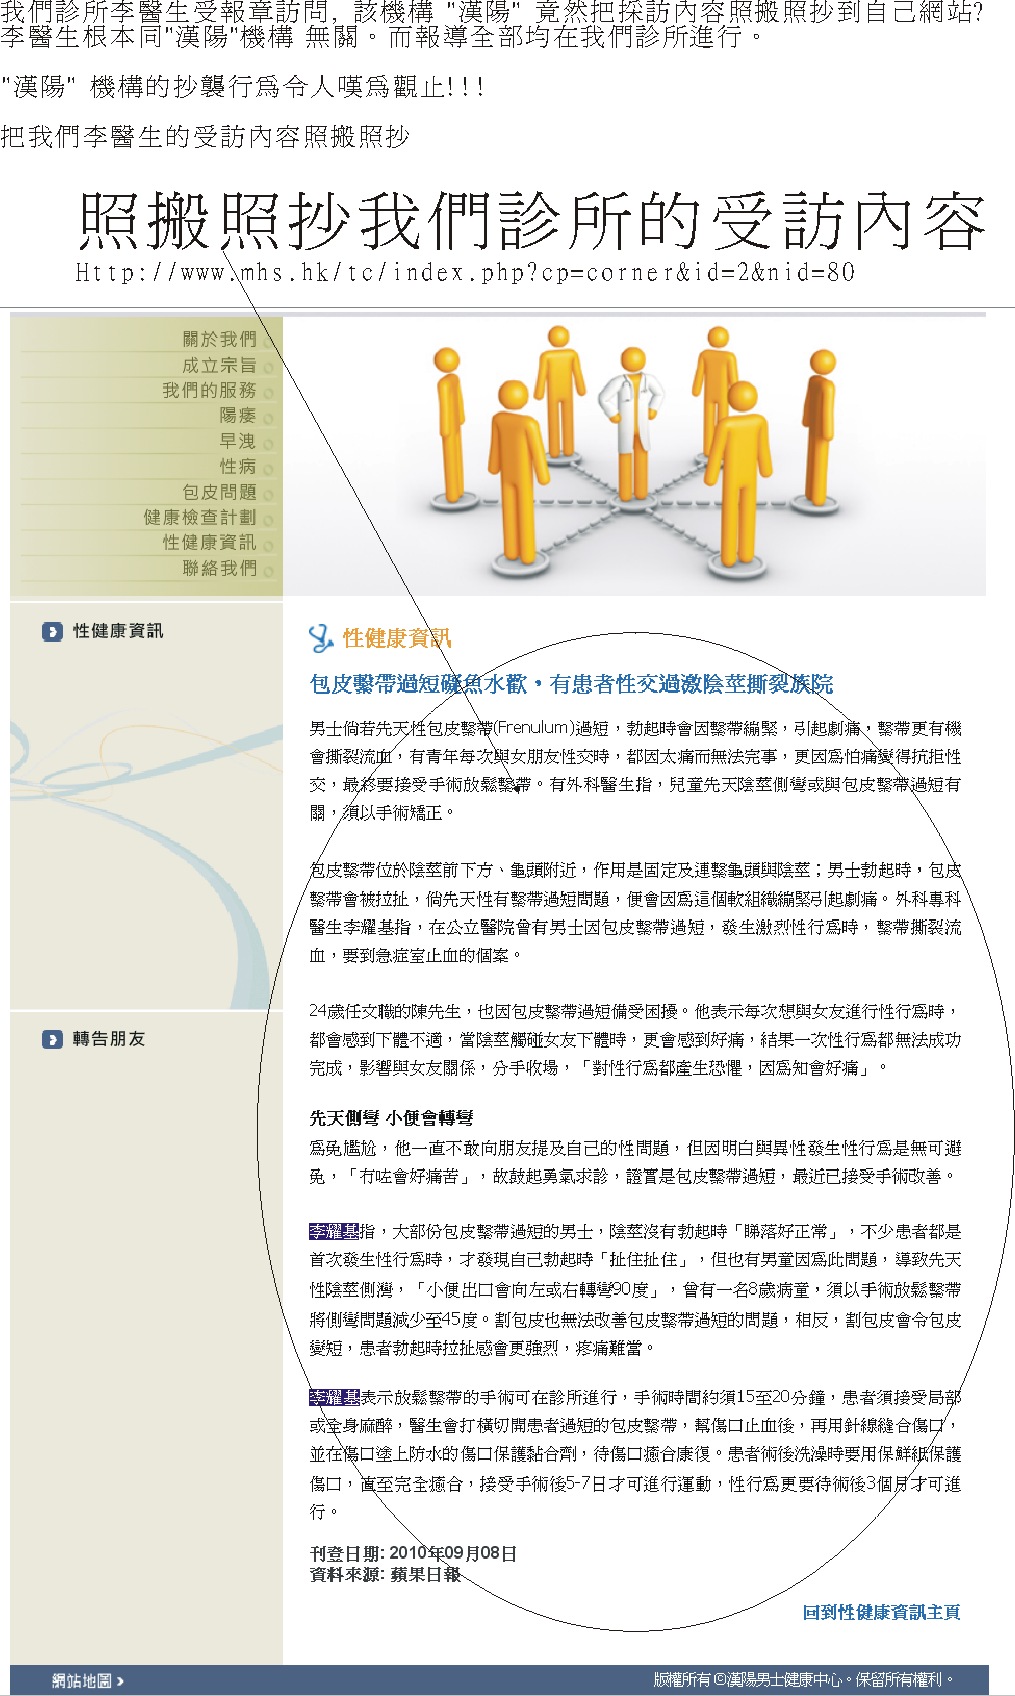 我們診所李醫生受報章訪問, 該機構 "漢陽" 竟然把採訪內容照搬照抄到自己網站?
李醫生根本同"漢陽"機構 無關。而報導全部均在我們診所進行。
"漢陽" 機構的抄襲行為令人嘆為觀止!!!
把我們李醫生的受訪內容照搬照抄
照搬照抄我們診所的受訪內容
Http://www.mhs.hk/tc/index.php?cp=corner&id=2&nid=80
關於我們
成立宗旨
我們的服務
陽痿
早洩
性病
包皮問題
健康檢查計劃
性健康資訊
聯絡我們
性健康資訊
性健康資訊
包皮繫帶過短礙魚水歡，有患者性交過激陰莖撕裂族院
男士倘若先天性包皮繫帶(Frenulum)過短，勃起時會因繫帶繃緊，引起劇痛，繫帶更有機
會撕裂流血，有青年每次與女朋友性交時，都因太痛而無法完事，更因為怕痛變得抗拒性
交，最終要接受手術放鬆繫帶。有外科醫生指，兒童先天陰莖側彎或與包皮繫帶過短有
關，須以手術矯正。
包皮繫帶位於陰莖前下方、龜頭附近，作用是固定及連繫龜頭與陰莖；男士勃起時，包皮
繫帶會被拉扯，倘先天性有繫帶過短問題，便會因為這個軟組織繃緊引起劇痛。外科專科
醫生李耀基指，在公立醫院曾有男士因包皮繫帶過短，發生激烈性行為時，繫帶撕裂流
血，要到急症室止血的個案。
24歲任文職的陳先生，也因包皮繫帶過短備受困擾。他表示每次想與女友進行性行為時，
都會感到下體不適，當陰莖觸碰女友下體時，更會感到好痛，結果一次性行為都無法成功
完成，影響與女友關係，分手收場，「對性行為都產生恐懼，因為知會好痛」。
先天側彎 小便會轉彎
為免尷尬，他一直不敢向朋友提及自己的性問題，但因明白與異性發生性行為是無可避
免，「冇咗會好痛苦」，故鼓起勇氣求診，證實是包皮繫帶過短，最近已接受手術改善。
李耀基指，大部份包皮繫帶過短的男士，陰莖沒有勃起時「睇落好正常」，不少患者都是
首次發生性行為時，才發現自己勃起時「扯住扯住」，但也有男童因為此問題，導致先天
性陰莖側灣，「小便出口會向左或右轉彎90度」，曾有一名8歲病童，須以手術放鬆繫帶
將側彎問題減少至45度。割包皮也無法改善包皮繫帶過短的問題，相反，割包皮會令包皮
變短，患者勃起時拉扯感會更強烈，疼痛難當。
李耀基表示放鬆繫帶的手術可在診所進行，手術時間約須15至20分鐘，患者須接受局部
或全身麻醉，醫生會打橫切開患者過短的包皮繫帶，幫傷口止血後，再用針線縫合傷口，
並在傷口塗上防水的傷口保護黏合劑，待傷口癒合康復。患者術後洗澡時要用保鮮紙保護
傷口，直至完全癒合，接受手術後5-7日才可進行運動，性行為更要待術後3個月才可進
行。
刊登日期: 2010年09月08日
資料來源: 蘋果日報
回到性健康資訊主頁
轉告朋友
網站地圖
版權所有©漢陽男士健康中心。保留所有權利。